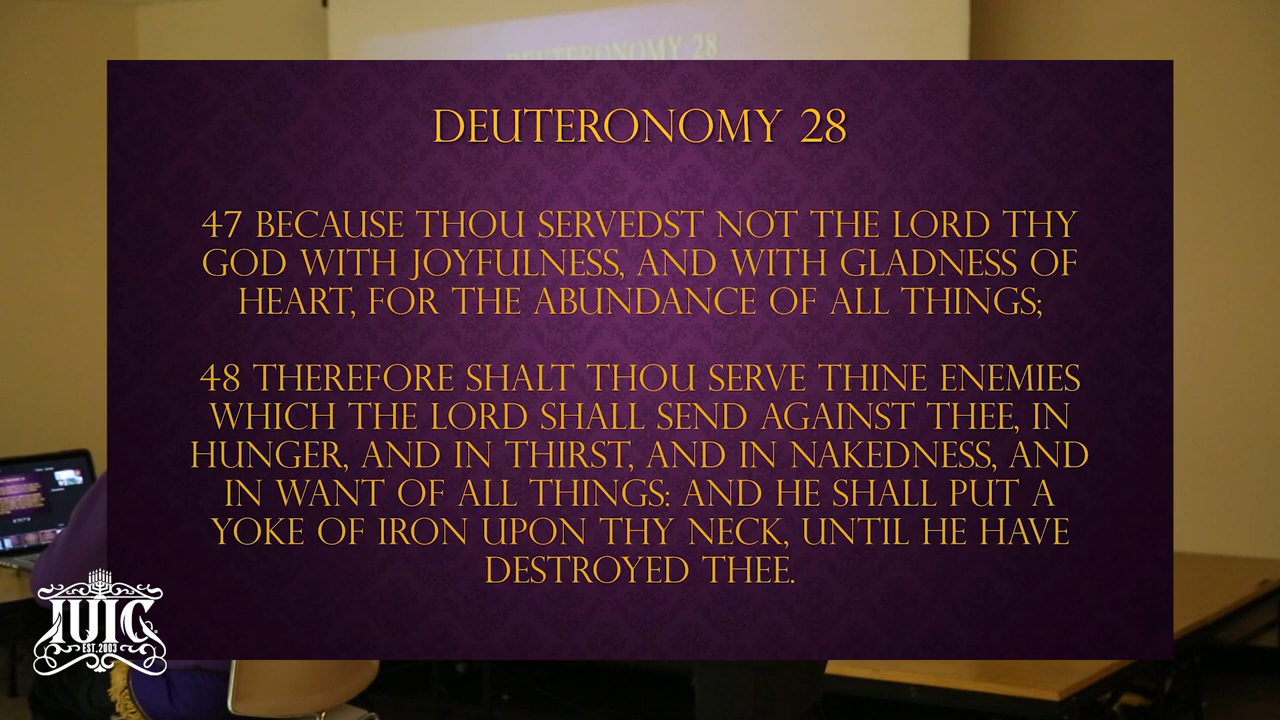 DEUTERONOMY 28
DEUTERONOMY 28
47 BECAUSE THOU SERVEDST NOT THE LORD THY
GOD WITH JOYFULNESS, AND WITH GLADNESS OF
HEART, FOR THE ABUNDANCE OF ALL THINGS;
48 THEREFORE SHALT THOU SERVE THINE ENEMIES
WHICH THE LORD SHALL SEND AGAINST THEE, IN
HUNGER, AND IN THIRST, AND IN NAKEDNESS, AND
IN WANT OF ALL THINGS: AND HE SHALL PUT A
YOKE OF IRON UPON THY NECK, UNTIL HE HAVE
DESTROYED THEE.
IUIC
EST. 2003